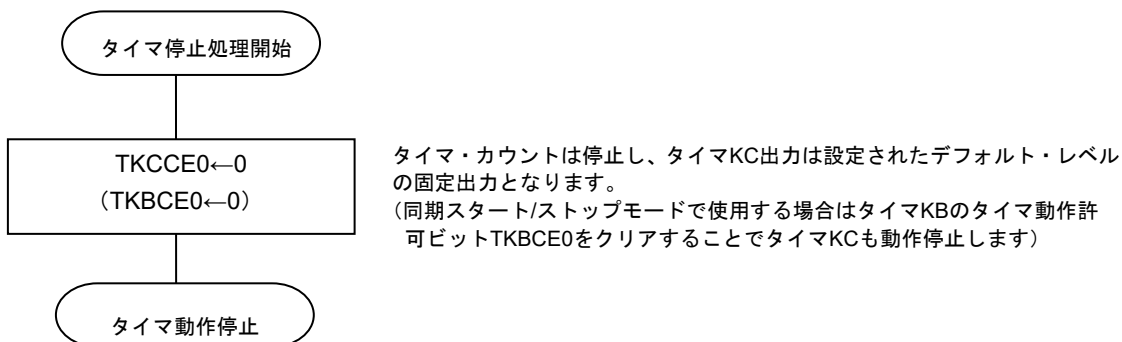 タイマ停止処理開始
TKCCE0←0
（TKBCE0←0）
タイマ・カウントは停止し、タイマKC出力は設定されたデフォルト・レベル
の固定出力となります。
（同期スタート/ストップモードで使用する場合はタイマKBのタイマ動作許
可ビットTKBCE0をクリアすることでタイマKCも動作停止します）
タイマ動作停止